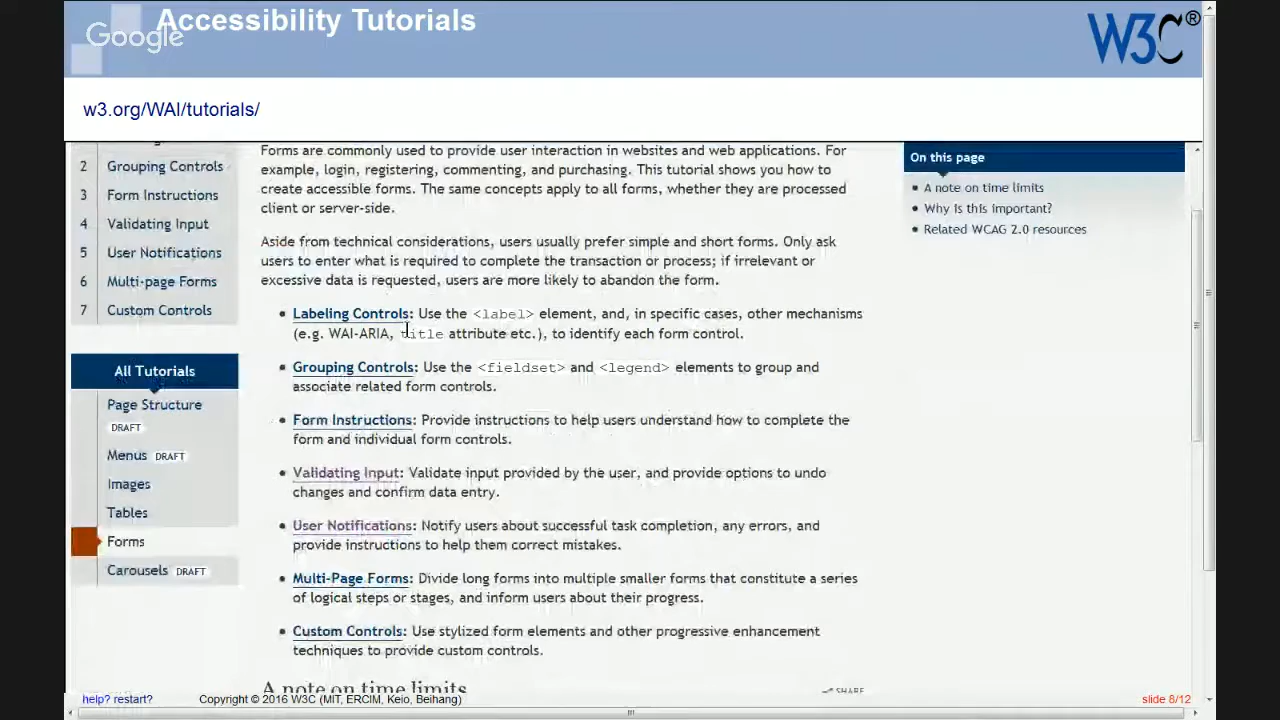 Accessibility Tutorials
Google
W3C®
w3.org/WAI/tutorials/
2 Grouping Controls
3 Form Instructions
4 Validating Input
5 User Notifications
6 Multi-page Forms
7 Custom Controls
All Tutorials
Page Structure
DRAFT
Menus DRAFT
Images
Tables
Forms
Carousels DRAFT
Forms are commonly used to provide user interaction in websites and web applications. For
example, login, registering, commenting, and purchasing. This tutorial shows you how to
create accessible forms. The same concepts apply to all forms, whether they are processed
client or server-side.
Aside from technical considerations, users usually prefer simple and short forms. Only ask
users to enter what is required to complete the transaction or process; if irrelevant or
excessive data is requested, users are more likely to abandon the form.
• Labeling Controls: Use the <label> element, and, in specific cases, other mechanisms
(e.g. WAI-ARIA, title attribute etc.), to identify each form control.
• Grouping Controls: Use the <fieldset> and <legend> elements to group and
associate related form controls.
• Form Instructions: Provide instructions to help users understand how to complete the
form and individual form controls.
• Validating Input: Validate input provided by the user, and provide options to undo
changes and confirm data entry.
• User Notifications: Notify users about successful task completion, any errors, and
provide instructions to help them correct mistakes.
• Multi-Page Forms: Divide long forms into multiple smaller forms that constitute a series
of logical steps or stages, and inform users about their progress.
• Custom Controls: Use stylized form elements and other progressive enhancement
techniques to provide custom controls.
A note on time limits
SHARE
On this page
• A note on time limits
• Why is this important?
• Related WCAG 2.0 resources
help? restart?
Copyright © 2016 W3C (MIT, ERCIM, Keio, Beihang)
slide 8/12